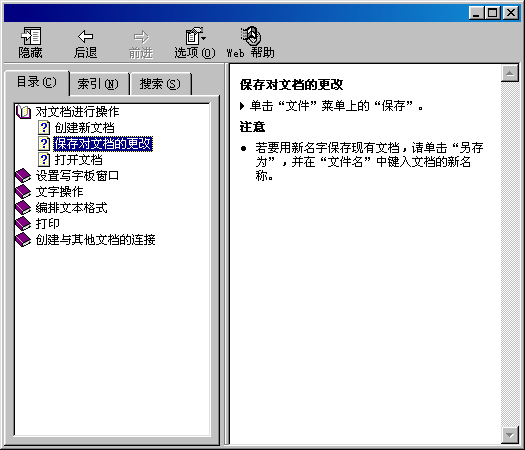 隐藏 后退 前进 选项(O) Web 帮助
目录(C) 索引(N) 搜索(S)
对文档进行操作
创建新文档
保存对文档的更改
打开文档
设置写字板窗口
文字操作
编排文本格式
打印
创建与其他文档的连接
保存对文档的更改
单击“文件”菜单上的“保存”。
注意
• 若要用新名字保存现有文档，请单击“另存
为”，并在“文件名”中键入文档的新名
称。